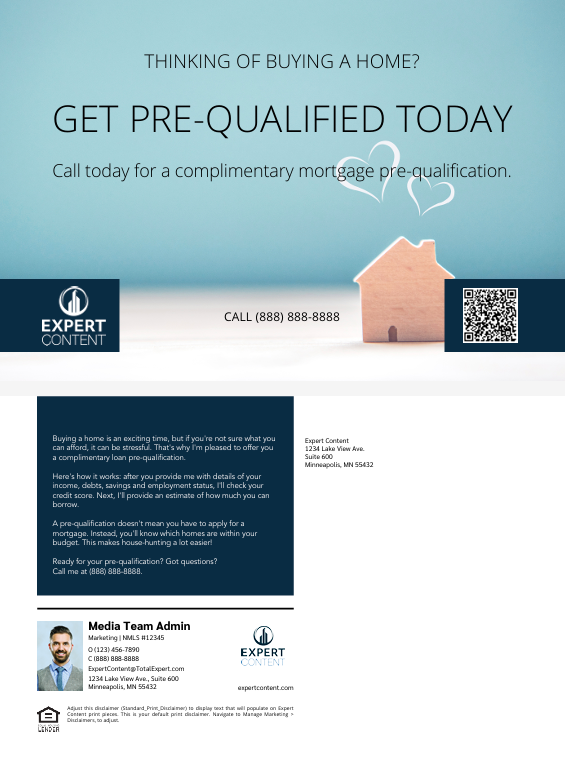 THINKING OF BUYING A HOME?
GET PRE-QUALIFIED TODAY
Call today for a complimentary mortgage pre-qualification.
EXPERT
CONTENT
CALL (888) 888-8888
Buying a home is an exciting time, but if you're not sure what you
can afford, it can be stressful. That's why I'm pleased to offer you
a complimentary loan pre-qualification.
Here's how it works: after you provide me with details of your
income, debts, savings and employment status, I'll check your
credit score. Next, I'll provide an estimate of how much you can
borrow.
A pre-qualification doesn't mean you have to apply for a
mortgage. Instead, you'll know which homes are within your
budget. This makes house-hunting a lot easier!
Ready for your pre-qualification? Got questions?
Call me at (888) 888-8888.
Expert Content
1234 Lake View Ave.
Suite 600
Minneapolis, MN 55432
Media Team Admin
Marketing | NMLS #12345
O (123) 456-7890
C (888) 888-8888
ExpertContent@TotalExpert.com
1234 Lake View Ave., Suite 600
Minneapolis, MN 55432
EXPERT
CONTENT
expertcontent.com
Adjust this disclaimer (Standard_Print_Disclaimer) to display text that will populate on Expert
Content print pieces. This is your default print disclaimer. Navigate to Manage Marketing >
Disclaimers, to adjust.
LENDER